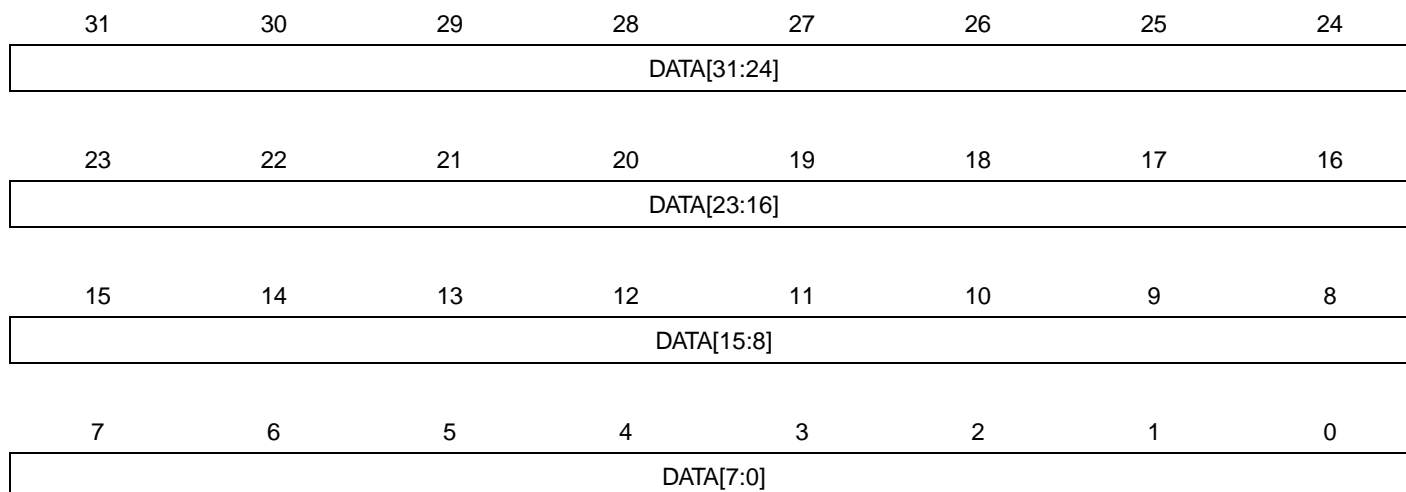 31 30 29 28 27 26 25 24
DATA[31:24]
23 22 21 20 19 18 17 16
DATA[23:16]
15 14 13 12 11 10 9 8
DATA[15:8]
7 6 5 4 3 2 1 0
DATA[7:0]